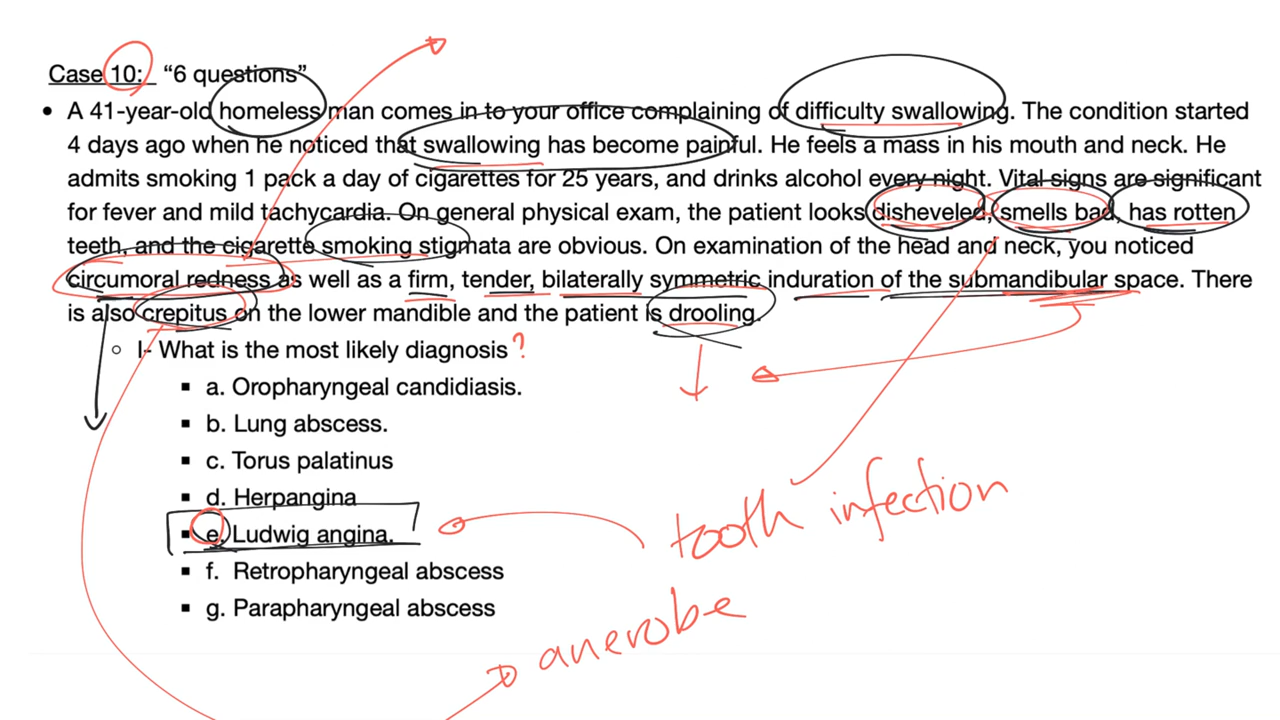 Case 10: “6 questions”
• A 41-year-old homeless man comes in to your office complaining of difficulty swallowing. The condition started
4 days ago when he noticed that swallowing has become painful. He feels a mass in his mouth and neck. He
admits smoking 1 pack a day of cigarettes for 25 years, and drinks alcohol every night. Vital signs are significant
for fever and mild tachycardia. On general physical exam, the patient looks disheveled, smells bad, has rotten
teeth, and the cigarette smoking stigmata are obvious. On examination of the head and neck, you noticed
circumoral redness as well as a firm, tender, bilaterally symmetric induration of the submandibular space. There
is also crepitus on the lower mandible and the patient is drooling.
I- What is the most likely diagnosis?
a. Oropharyngeal candidiasis.
b. Lung abscess.
c. Torus palatinus
d. Herpangina
e. Ludwig angina.
f. Retropharyngeal abscess
g. Parapharyngeal abscess
tooth infection
anerobe